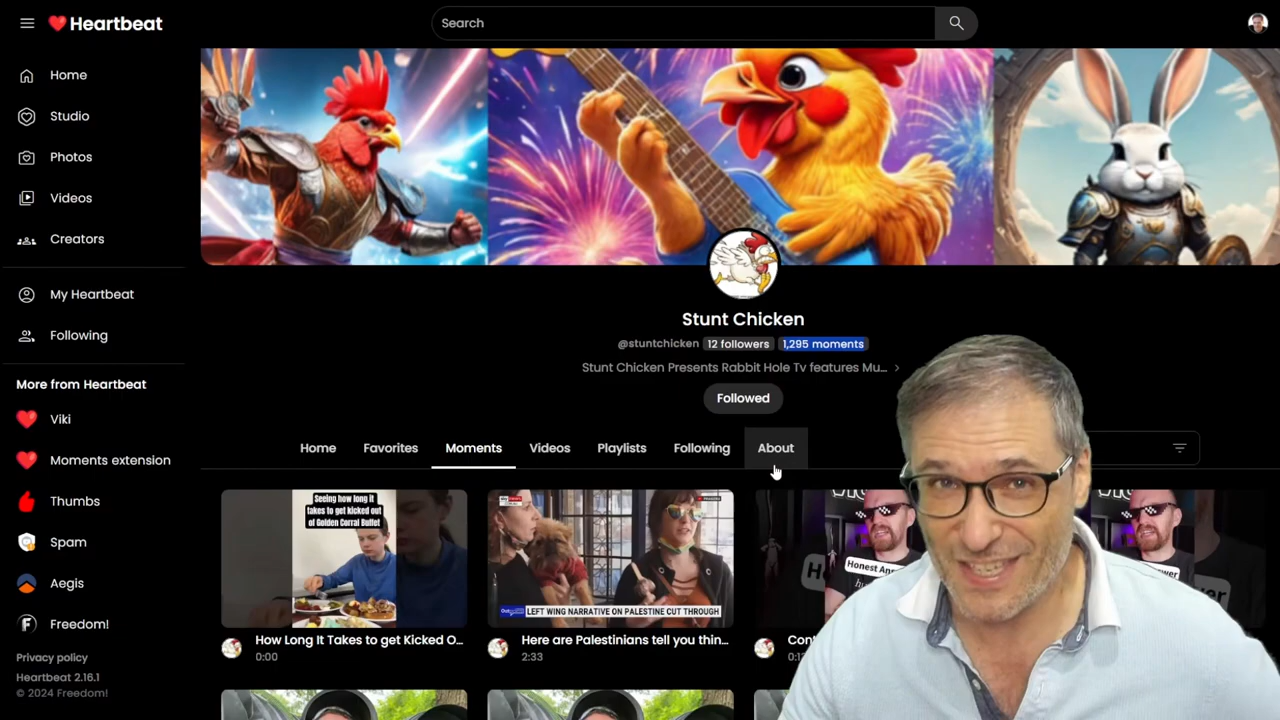 Heartbeat
Search
Home
Studio
Photos
Videos
Creators
My Heartbeat
Following
More from Heartbeat
Viki
Moments extension
Thumbs
Spam
Aegis
Freedom!
Privacy policy
Heartbeat 2.16.1
© 2024 Freedom!
Stunt Chicken
@stuntchicken 12 followers 1,295 moments
Stunt Chicken Presents Rabbit Hole Tv features Mu...
Followed
Home Favorites Moments Videos Playlists Following About
Seeing how long it
takes to get kicked out
of Golden Corral Buffet
LEFT WING NARRATIVE ON PALESTINE CUT THROUGH
Honest
How Long It Takes to get Kicked O...
0:00
Here are Palestinians tell you thin...
2:33